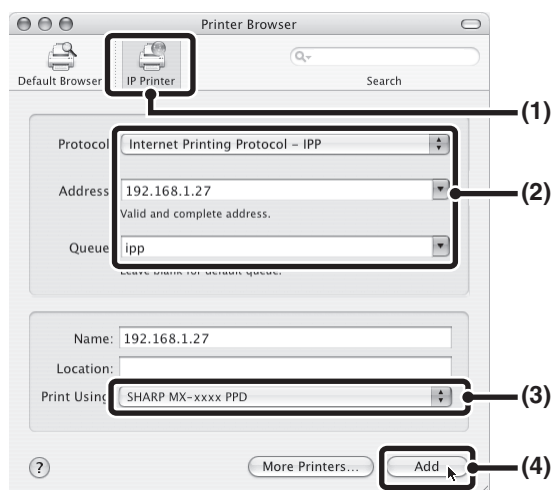 Printer Browser
Default Browser IP Printer Search
(1)
Protocol Internet Printing Protocol – IPP
Address 192.168.1.27
(2)
Valid and complete address.
Queue ipp
Leave blank for default queue.
Name: 192.168.1.27
Location:
Print Using SHARP MX-xxxx PPD
(3)
? More Printers... Add
(4)